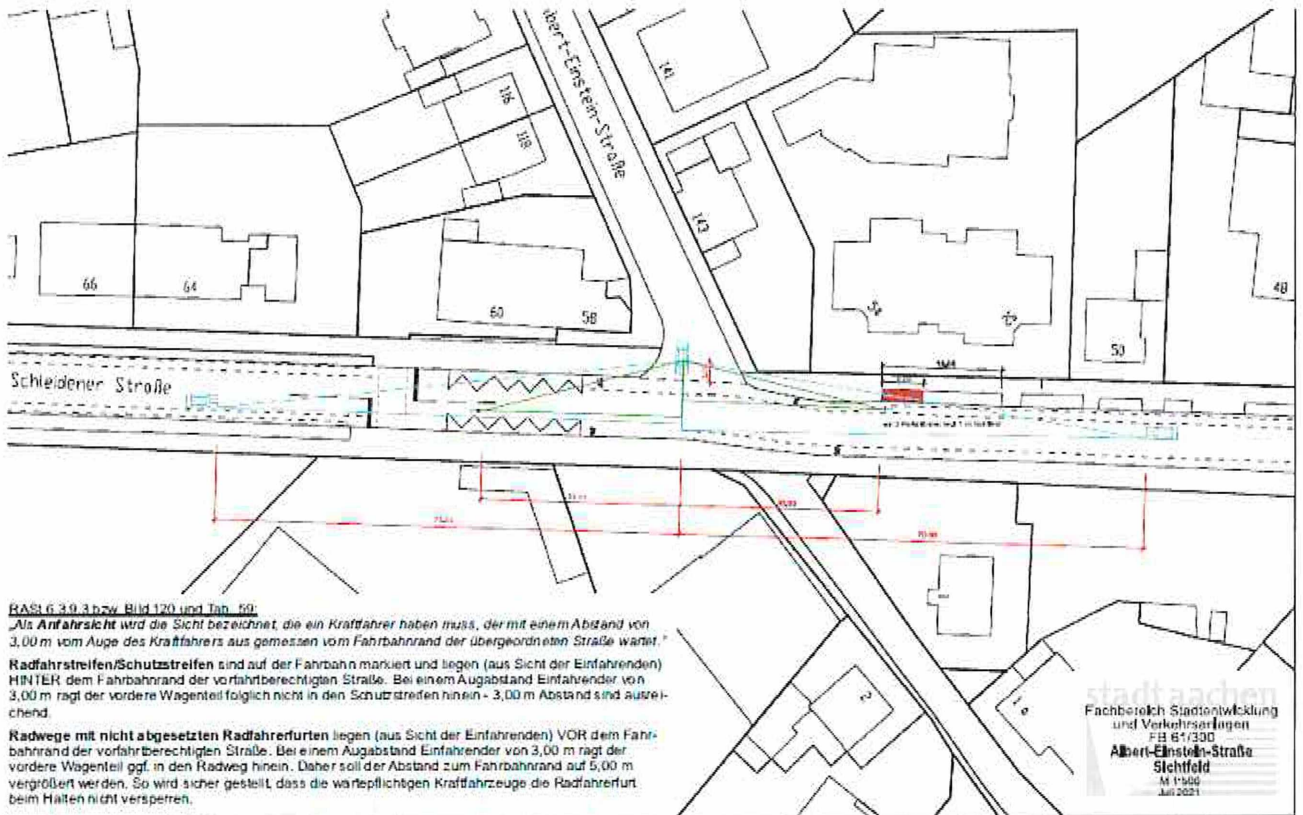 Albert-Einstein-Straße
141
116
118
143
66
64
60
58
54
52
50
48
Schleidener Straße
RASt 6.3.9.3 bzw. Bild 120 und Tab. 59:
„Als Anfahrsicht wird die Sicht bezeichnet, die ein Kraftfahrer haben muss, der mit einem Abstand von
3,00 m vom Auge des Kraftfahrers aus gemessen vom Fahrbahnrand der übergeordneten Straße wartet."
Radfahrstreifen/Schutzstreifen sind auf der Fahrbahn markiert und liegen (aus Sicht der Einfahrenden)
HINTER dem Fahrbahnrand der vorfahrtberechtigten Straße. Bei einem Augabstand Einfahrender von
3,00 m ragt der vordere Wagenteil folglich nicht in den Schutzstreifen hinein - 3,00 m Abstand sind ausrei-
chend.
Radwege mit nicht abgesetzten Radfahrerfurten liegen (aus Sicht der Einfahrenden) VOR dem Fahr-
bahnrand der vorfahrtberechtigten Straße. Bei einem Augabstand Einfahrender von 3,00 m ragt der
vordere Wagenteil ggf. in den Radweg hinein. Daher soll der Abstand zum Fahrbahnrand auf 5,00 m
vergrößert werden. So wird sicher gestellt, dass die wartepflichtigen Kraftfahrzeuge die Radfahrerfurt
beim Halten nicht versperren.
2
stadt aachen
Fachbereich Stadtentwicklung
und Verkehrsanlagen
FB 61/300
Albert-Einstein-Straße
Sichtfeld
M 1:500
Juli 2021